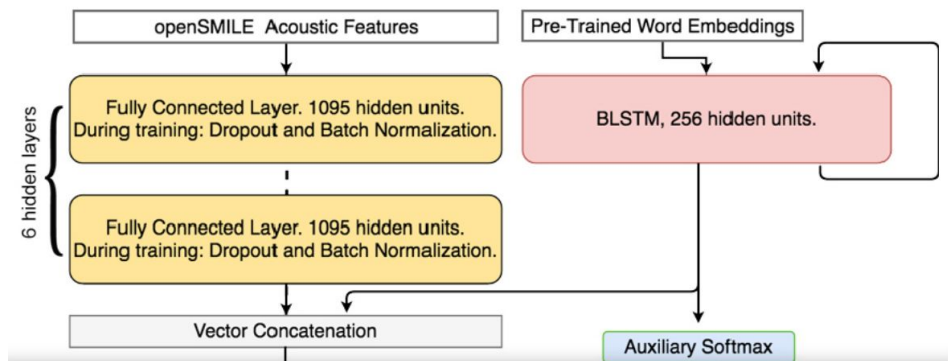 openSMILE Acoustic Features
Pre-Trained Word Embeddings
Fully Connected Layer. 1095 hidden units.
During training: Dropout and Batch Normalization.
BLSTM, 256 hidden units.
6 hidden layers
Fully Connected Layer. 1095 hidden units.
During training: Dropout and Batch Normalization.
Vector Concatenation
Auxiliary Softmax